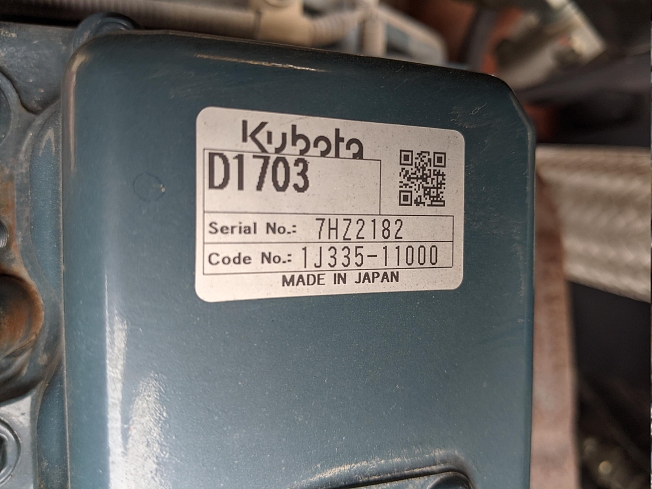 Kubota
D1703
Serial No.: 7HZ2182
Code No.: 1J335-11000
MADE IN JAPAN